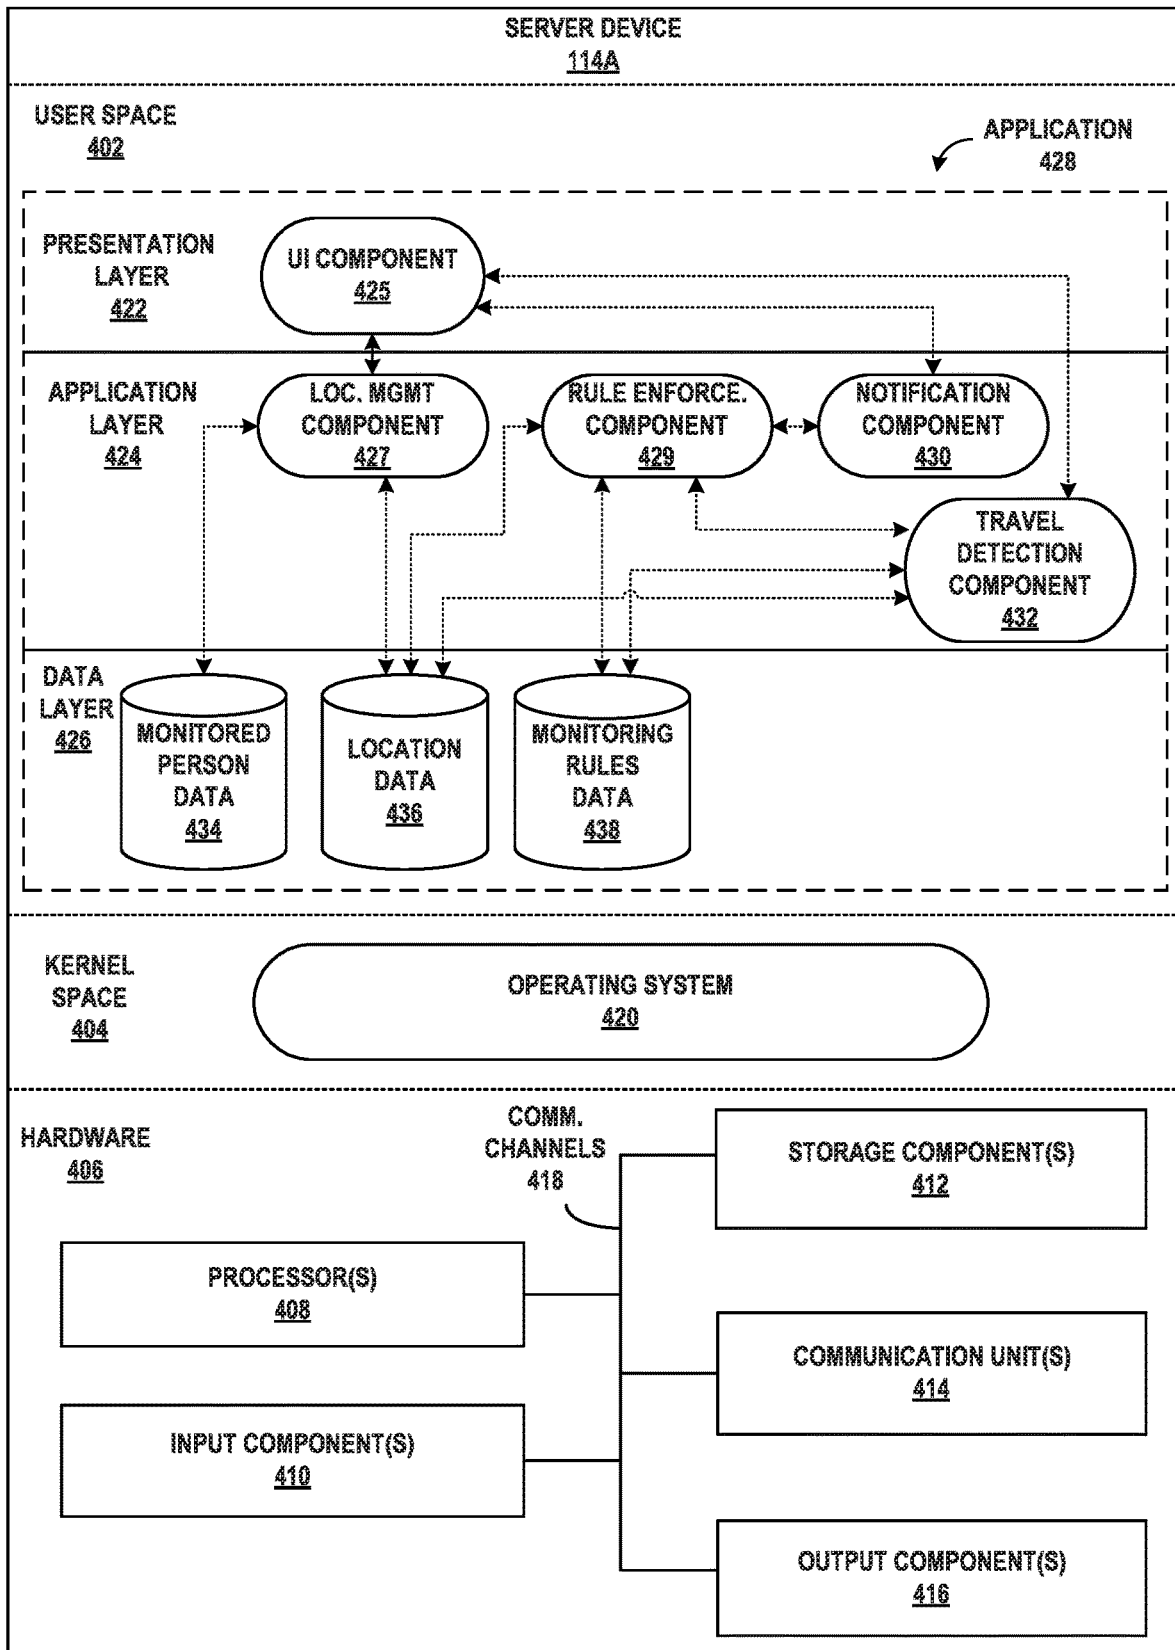 SERVER DEVICE
114A
USER SPACE
402
APPLICATION
428
PRESENTATION
LAYER
422
UI COMPONENT
425
APPLICATION
LAYER
424
LOC. MGMT
COMPONENT
427
RULE ENFORCE.
COMPONENT
429
NOTIFICATION
COMPONENT
430
TRAVEL
DETECTION
COMPONENT
432
DATA
LAYER
426
MONITORED
PERSON
DATA
434
LOCATION
DATA
436
MONITORING
RULES
DATA
438
KERNEL
SPACE
404
OPERATING SYSTEM
420
HARDWARE
406
COMM.
CHANNELS
418
STORAGE COMPONENT(S)
412
PROCESSOR(S)
408
COMMUNICATION UNIT(S)
414
INPUT COMPONENT(S)
410
OUTPUT COMPONENT(S)
416